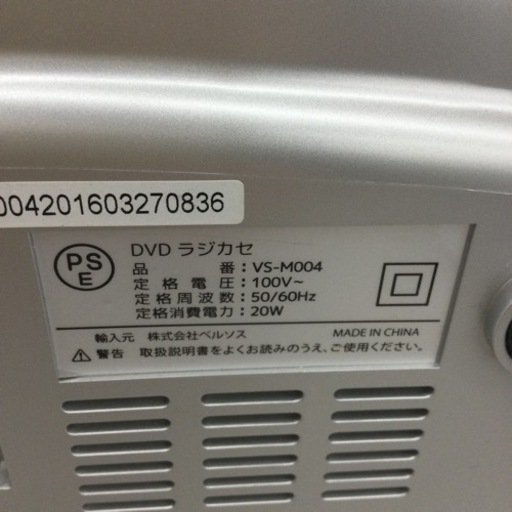 004201603270836
PS
E
DVD ラジカセ
品番：VS-M004
定格電圧：100V～
定格周波数：50/60Hz
定格消費電力：20W
輸入元 株式会社ベルソス MADE IN CHINA
⚠警告 取扱説明書をよくお読みのうえ、ご使用ください。